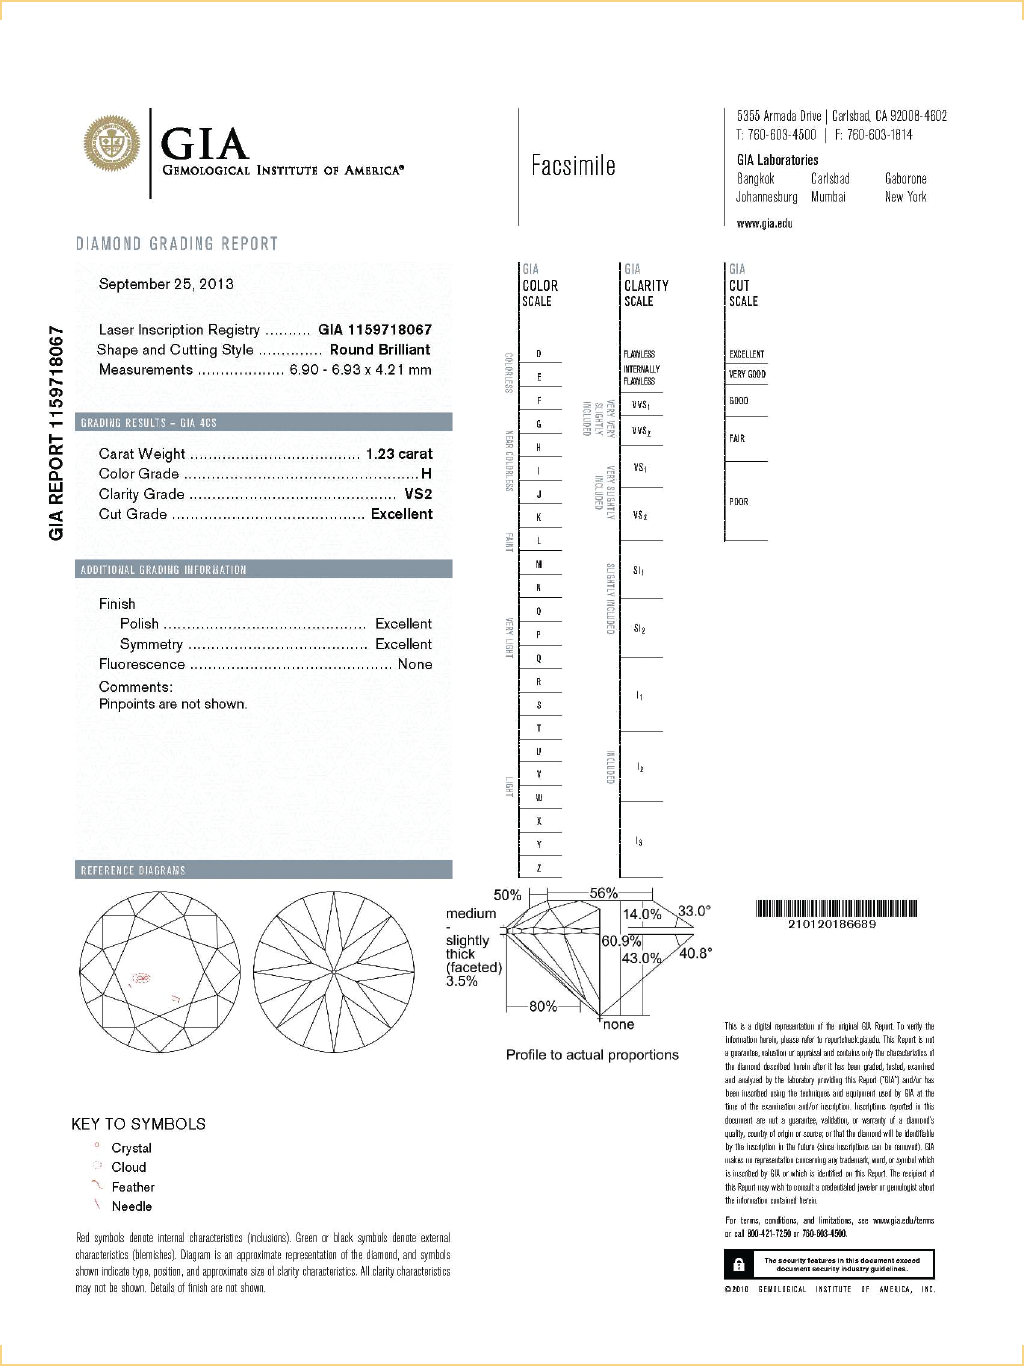 GIA
GEMOLOGICAL INSTITUTE OF AMERICA®
Facsimile
5355 Armada Drive | Carlsbad, CA 92008-4602
T: 760-603-4500 | F: 760-603-1814
GIA Laboratories
Bangkok Carlsbad Gaborone
Johannesburg Mumbai New York
www.gia.edu
DIAMOND GRADING REPORT
GIA REPORT 1159718067
September 25, 2013
Laser Inscription Registry .......... GIA 1159718067
Shape and Cutting Style .............. Round Brilliant
Measurements ................... 6.90 - 6.93 x 4.21 mm
GRADING RESULTS – GIA 4CS
Carat Weight .................................... 1.23 carat
Color Grade .................................................. H
Clarity Grade ............................................ VS2
Cut Grade ......................................... Excellent
ADDITIONAL GRADING INFORMATION
Finish
Polish ........................................... Excellent
Symmetry ...................................... Excellent
Fluorescence ........................................... None
Comments:
Pinpoints are not shown.
REFERENCE DIAGRAMS
GIA
COLOR
SCALE
COLORLESS
NEAR COLORLESS
FAINT
VERY LIGHT
LIGHT
D
E
F
G
H
I
J
K
L
M
N
O
P
Q
R
S
T
U
V
W
X
Y
Z
GIA
CLARITY
SCALE
VERY VERY
SLIGHTLY
INCLUDED
VERY SLIGHTLY
INCLUDED
SLIGHTLY INCLUDED
INCLUDED
FLAWLESS
INTERNALLY
FLAWLESS
VVS1
VVS2
VS1
VS2
SI1
SI2
I1
I2
I3
GIA
CUT
SCALE
EXCELLENT
VERY GOOD
GOOD
FAIR
POOR
50%
56%
medium
-
slightly
thick
(faceted)
3.5%
14.0%
33.0°
60.9%
43.0%
40.8°
80%
none
Profile to actual proportions
210120186689
KEY TO SYMBOLS
Crystal
Cloud
Feather
Needle
Red symbols denote internal characteristics (inclusions). Green or black symbols denote external
characteristics (blemishes). Diagram is an approximate representation of the diamond, and symbols
shown indicate type, position, and approximate size of clarity characteristics. All clarity characteristics
may not be shown. Details of finish are not shown.
This is a digital representation of the original GIA Report. To verify the
information herein, please refer to reportcheck.gia.edu. This Report is not
a guarantee, valuation or appraisal and contains only the characteristics of
the diamond described herein after it has been graded, tested, examined
and analyzed by the laboratory providing this Report ("GIA") and/or has
been inscribed using the techniques and equipment used by GIA at the
time of the examination and/or inscription. Inscriptions reported in this
document are not a guarantee, validation, or warranty of a diamond's
quality, country of origin or source; or that the diamond will be identifiable
by the inscription in the future (since inscriptions can be removed). GIA
makes no representation concerning any trademark, word, or symbol which
is inscribed by GIA or which is identified on this Report. The recipient of
this Report may wish to consult a credentialed jeweler or gemologist about
the information contained herein.
For terms, conditions, and limitations, see www.gia.edu/terms
or call 800-421-7250 or 760-603-4500.
The security features in this document exceed
document security industry guidelines.
©2010 GEMOLOGICAL INSTITUTE OF AMERICA, INC.